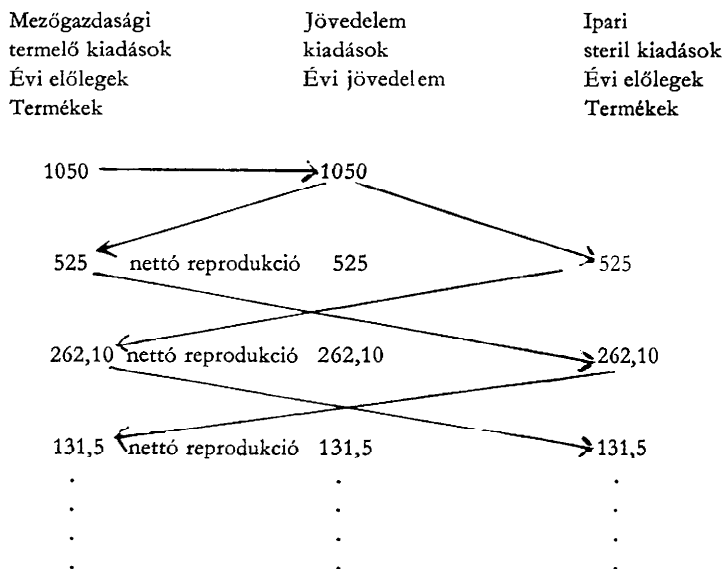 Mezőgazdasági
termelő kiadások
Évi előlegek
Termékek
Jövedelem
kiadások
Évi jövedelem
Ipari
steril kiadások
Évi előlegek
Termékek
1050 1050
525 nettó reprodukció 525 525
262,10 nettó reprodukció 262,10 262,10
131,5 nettó reprodukció 131,5 131,5
. . .
. . .
. . .
. . .